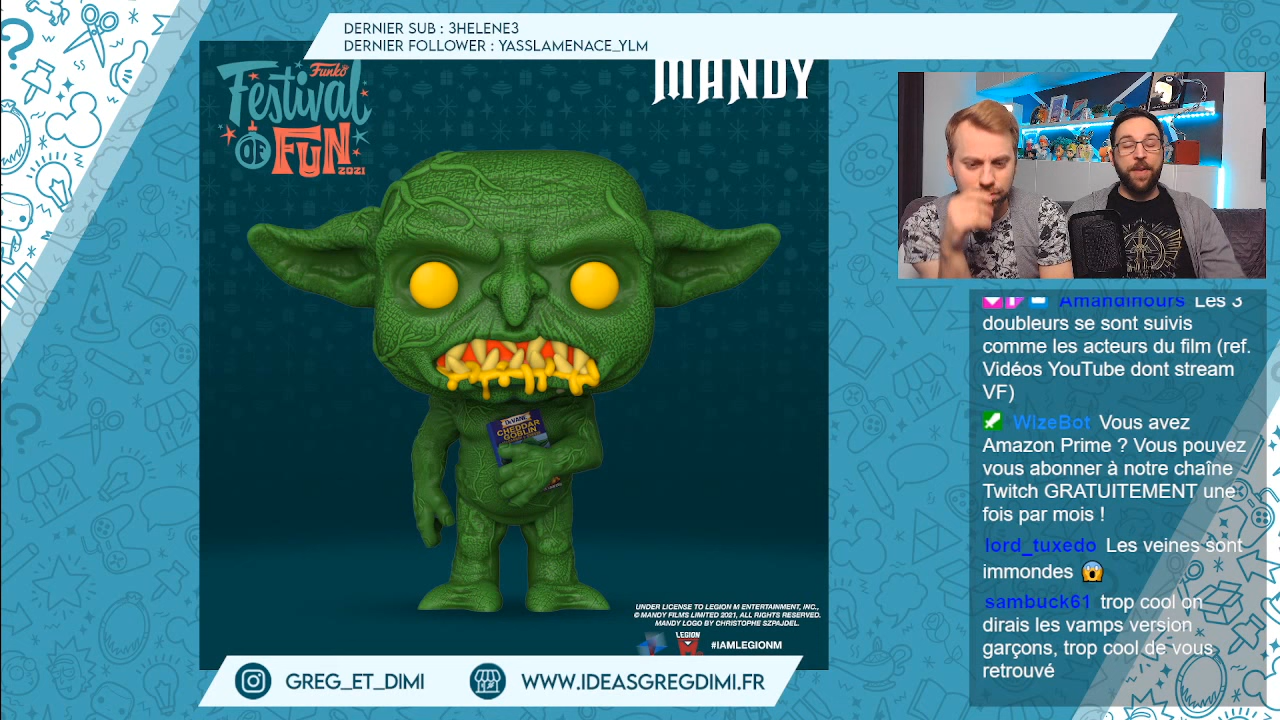 DERNIER SUB : 3HELENE3
DERNIER FOLLOWER : YASSLAMENACE_YLM
Funko
Festival
OF FUN
2021
MANDY
CHEDDAR
GOBLIN
UNDER LICENSE TO LEGION M ENTERTAINMENT, INC.,
© MANDY FILMS LIMITED 2021, ALL RIGHTS RESERVED.
MANDY LOGO BY CHRISTOPHE SZPAJDEL.
LEGION
M
#IAMLEGIONM
Amandinours Les 3
doubleurs se sont suivis
comme les acteurs du film (ref.
Vidéos YouTube dont stream
VF)
WizeBot Vous avez
Amazon Prime ? Vous pouvez
vous abonner à notre chaîne
Twitch GRATUITEMENT une
fois par mois !
lord_tuxedo Les veines sont
immondes 😱
sambuck61 trop cool on
dirais les vamps version
garçons, trop cool de vous
retrouvé
GREG_ET_DIMI
WWW.IDEASGREGDIMI.FR